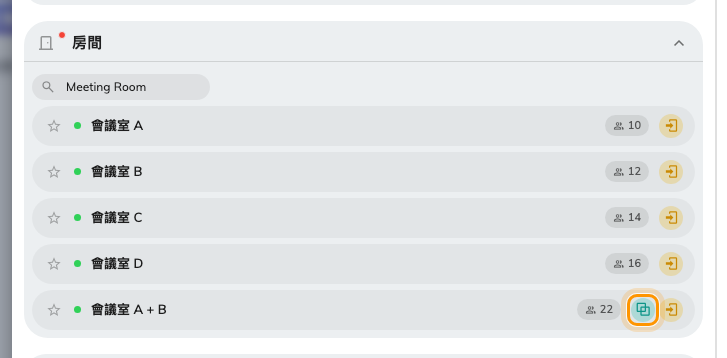 房間
Meeting Room
會議室 A
10
會議室 B
12
會議室 C
14
會議室 D
16
會議室 A + B
22